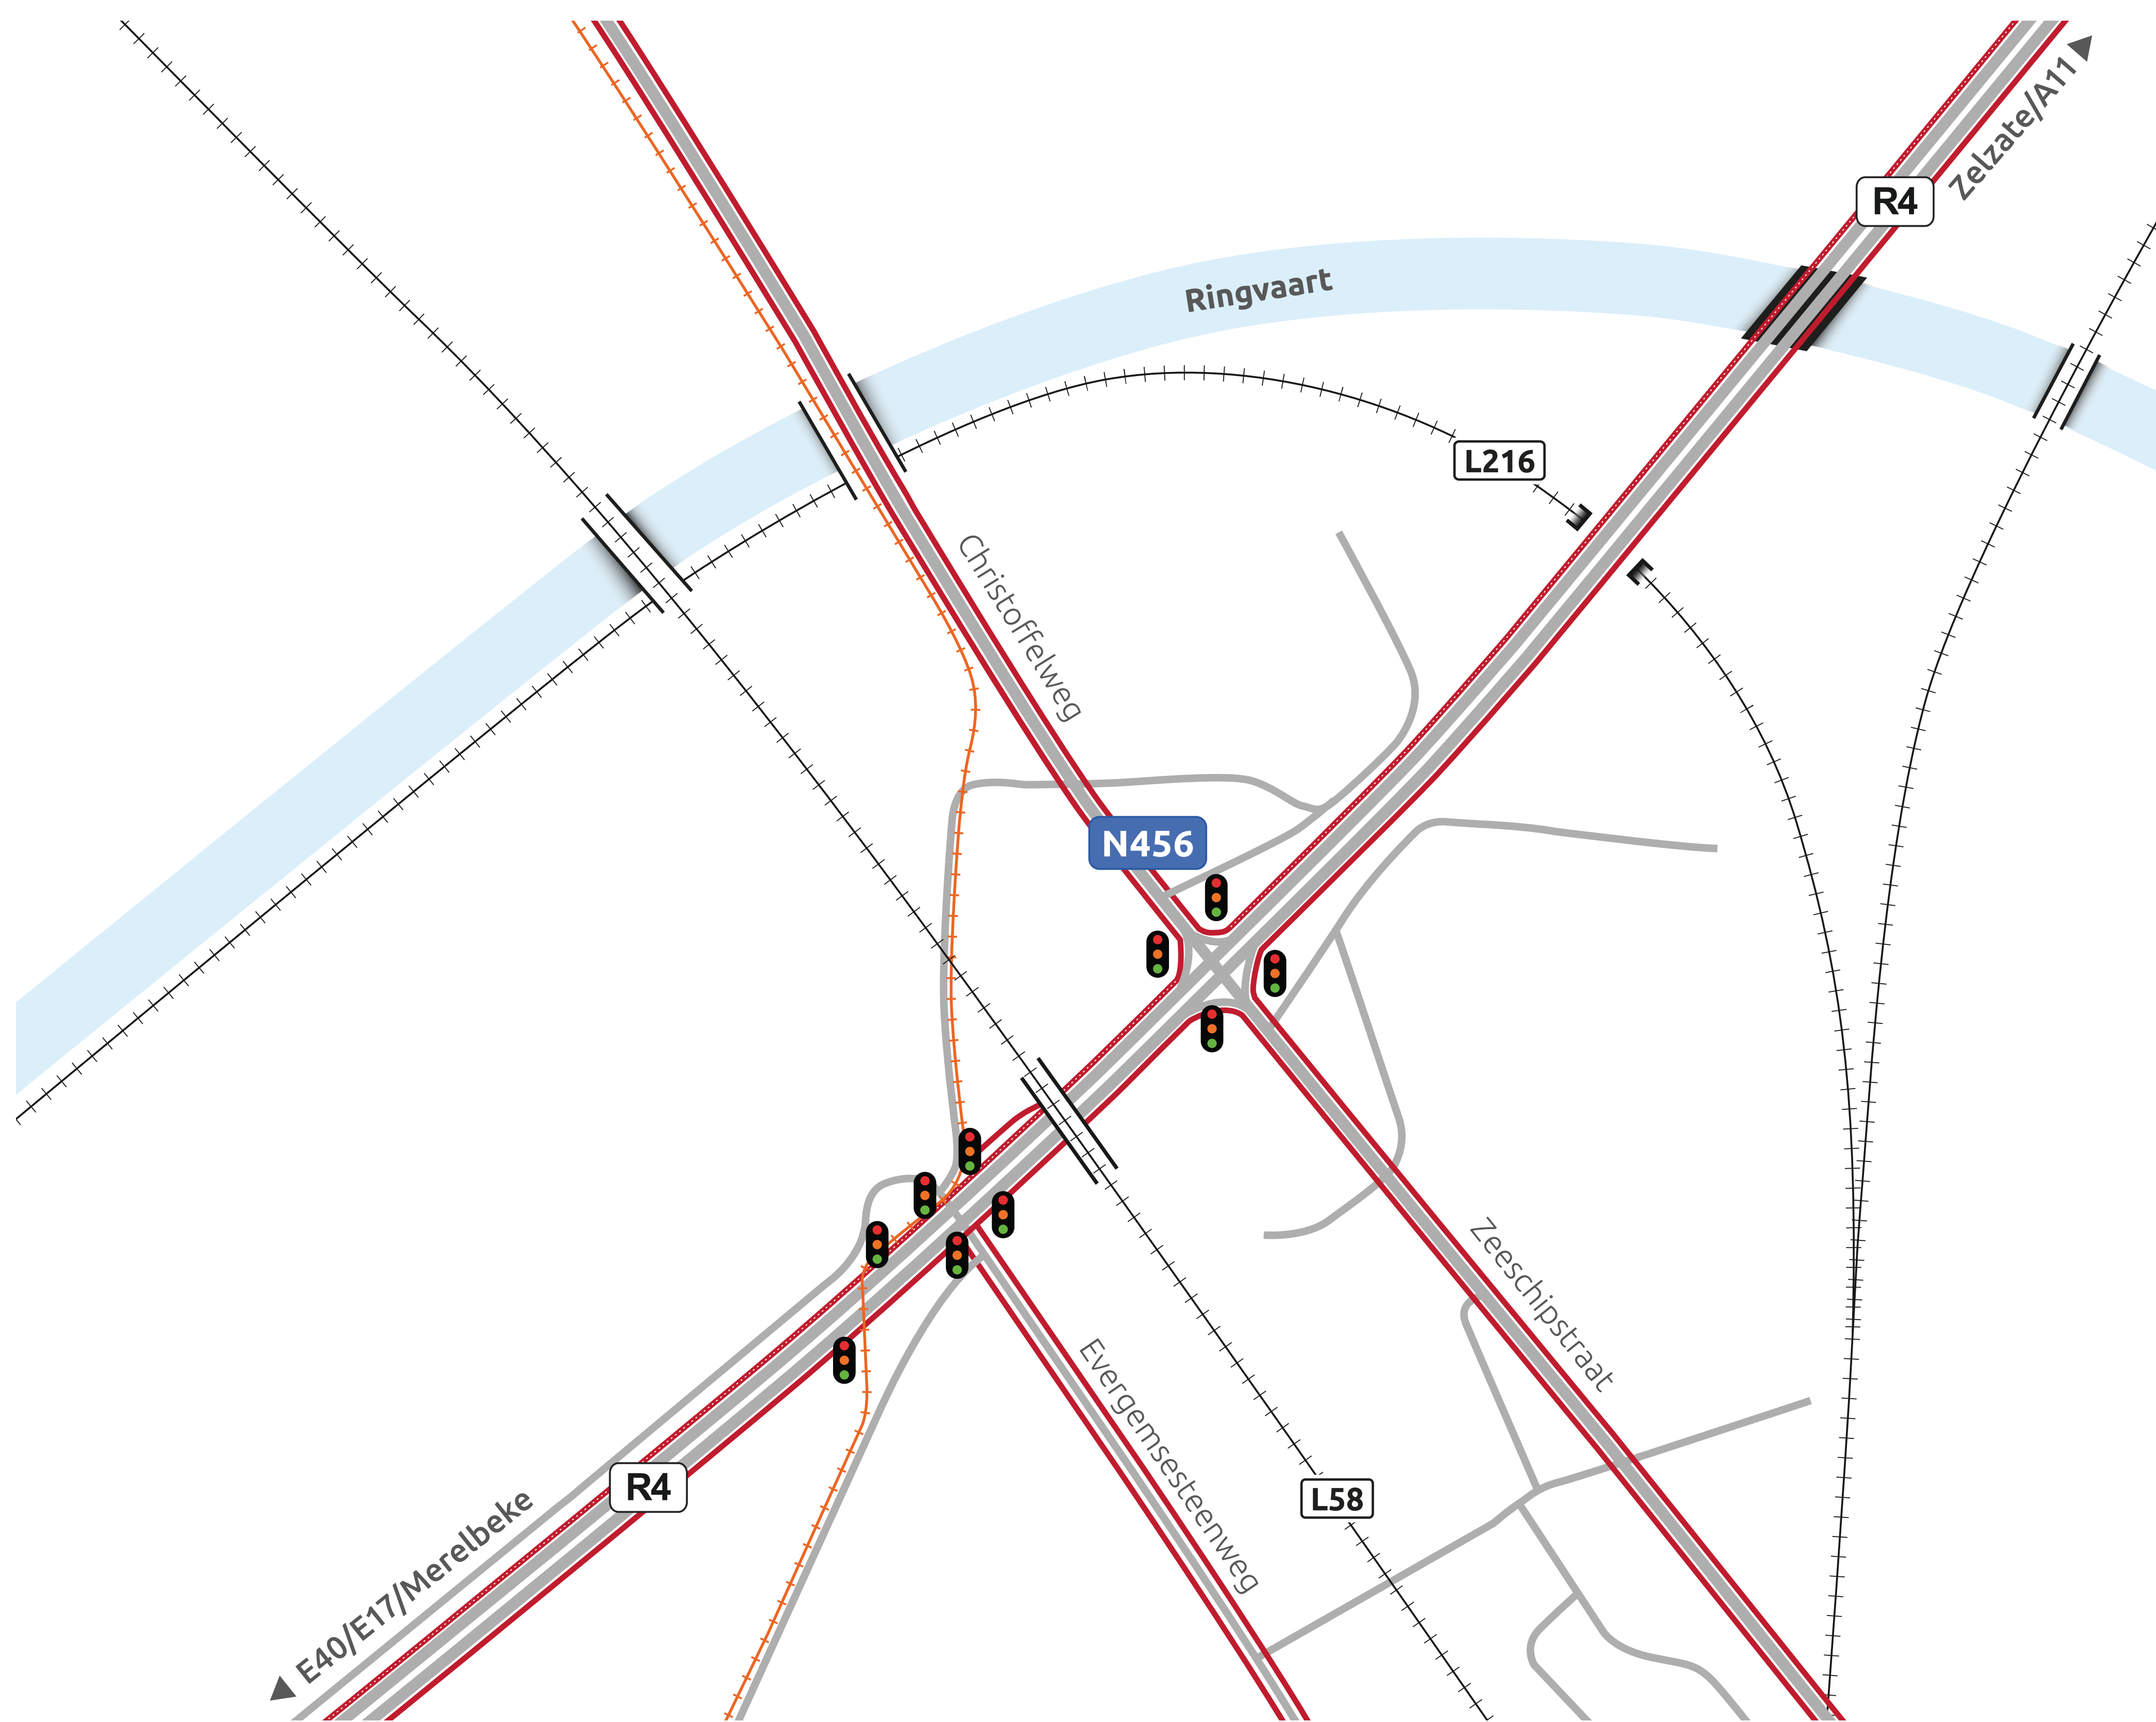 Zelzate/A11
R4
Ringvaart
L216
Christoffelweg
N456
Zeeschipstraat
Evergemsesteenweg
R4
L58
E40/E17/Merelbeke